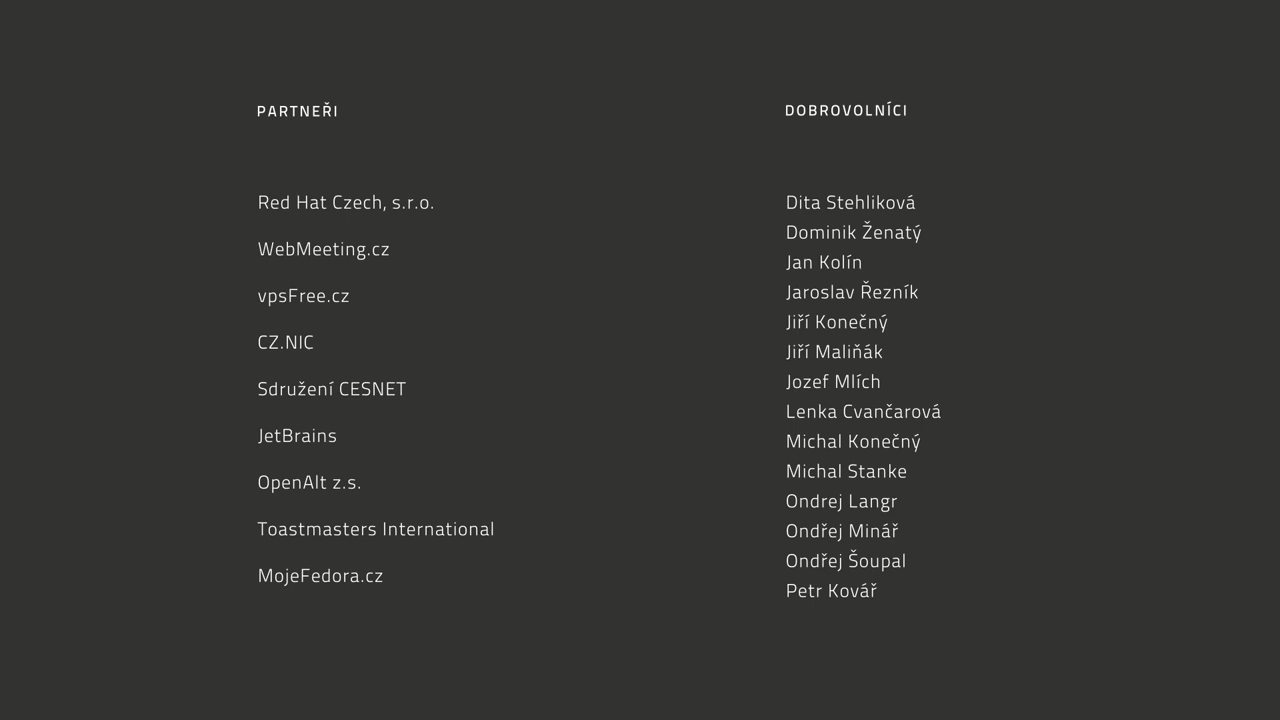 PARTNEŘI
Red Hat Czech, s.r.o.
WebMeeting.cz
vpsFree.cz
CZ.NIC
Sdružení CESNET
JetBrains
OpenAlt z.s.
Toastmasters International
MojeFedora.cz
DOBROVOLNÍCI
Dita Stehliková
Dominik Ženatý
Jan Kolín
Jaroslav Řezník
Jiří Konečný
Jiří Maliňák
Jozef Mlích
Lenka Cvančarová
Michal Konečný
Michal Stanke
Ondrej Langr
Ondřej Minář
Ondřej Šoupal
Petr Kovář